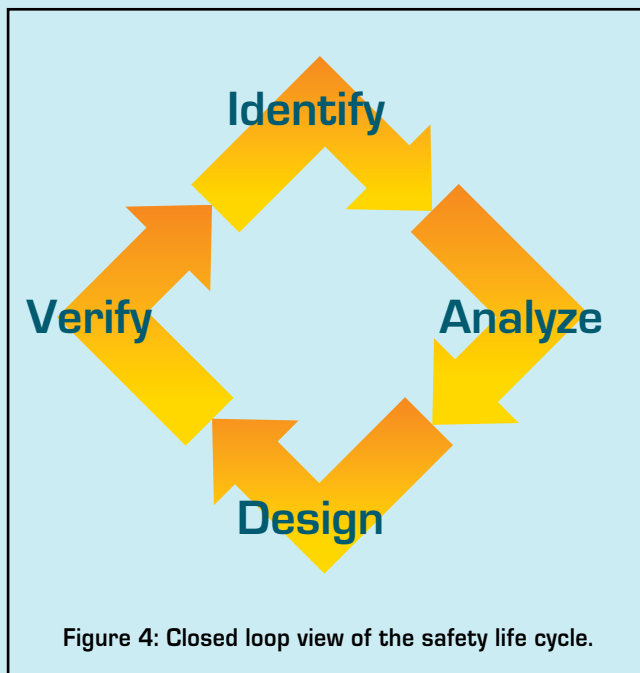 Identify
Analyze
Design
Verify
Figure 4: Closed loop view of the safety life cycle.